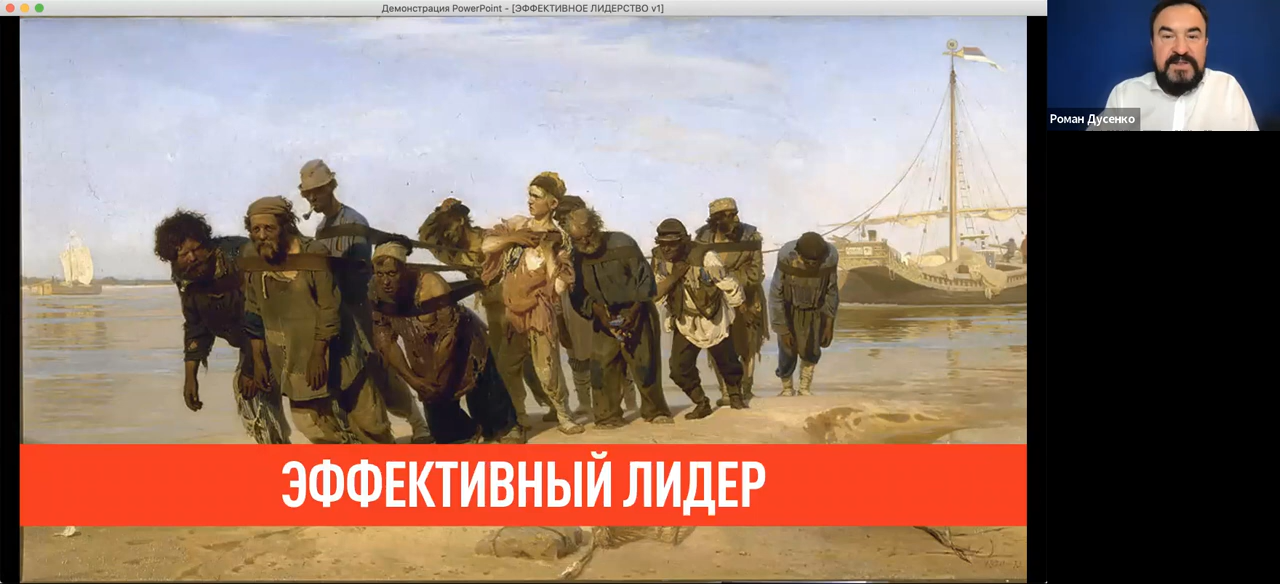 Демонстрация PowerPoint - [ЭФФЕКТИВНОЕ ЛИДЕРСТВО v1]
Роман Дусенко
ЭФФЕКТИВНЫЙ ЛИДЕР